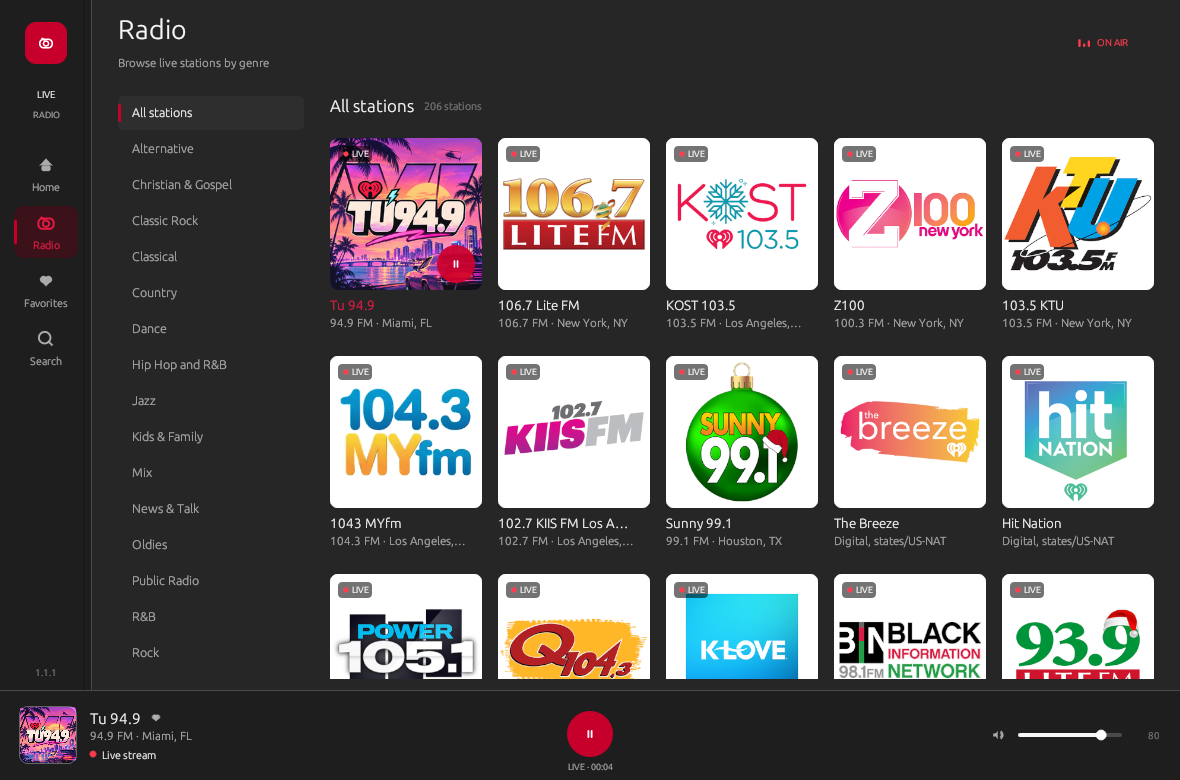 LIVE
RADIO
Home
Radio
Favorites
Search
1.1.1
Radio
Browse live stations by genre
ON AIR
All stations
Alternative
Christian & Gospel
Classic Rock
Classical
Country
Dance
Hip Hop and R&B
Jazz
Kids & Family
Mix
News & Talk
Oldies
Public Radio
R&B
Rock
All stations 206 stations
LIVE
TU94.9
Tu 94.9
94.9 FM · Miami, FL
LIVE
106.7
LITE FM
106.7 Lite FM
106.7 FM · New York, NY
LIVE
KOST
103.5
KOST 103.5
103.5 FM · Los Angeles,...
LIVE
Z100
new york
Z100
100.3 FM · New York, NY
LIVE
KTU
103.5 FM
103.5 KTU
103.5 FM · New York, NY
LIVE
104.3
MYfm
1043 MYfm
104.3 FM · Los Angeles,...
LIVE
102.7
KIISFM
102.7 KIIS FM Los A...
102.7 FM · Los Angeles,...
LIVE
SUNNY
99.1
Sunny 99.1
99.1 FM · Houston, TX
LIVE
the
breeze
The Breeze
Digital, states/US-NAT
LIVE
hit
NATION
Hit Nation
Digital, states/US-NAT
LIVE
POWER
105.1
LIVE
Q104.3
LIVE
K-LOVE
LIVE
BIN BLACK
INFORMATION
98.1FM NETWORK
LIVE
93.9
LITE FM
TU94.9
Tu 94.9
94.9 FM · Miami, FL
Live stream
LIVE · 00:04
80